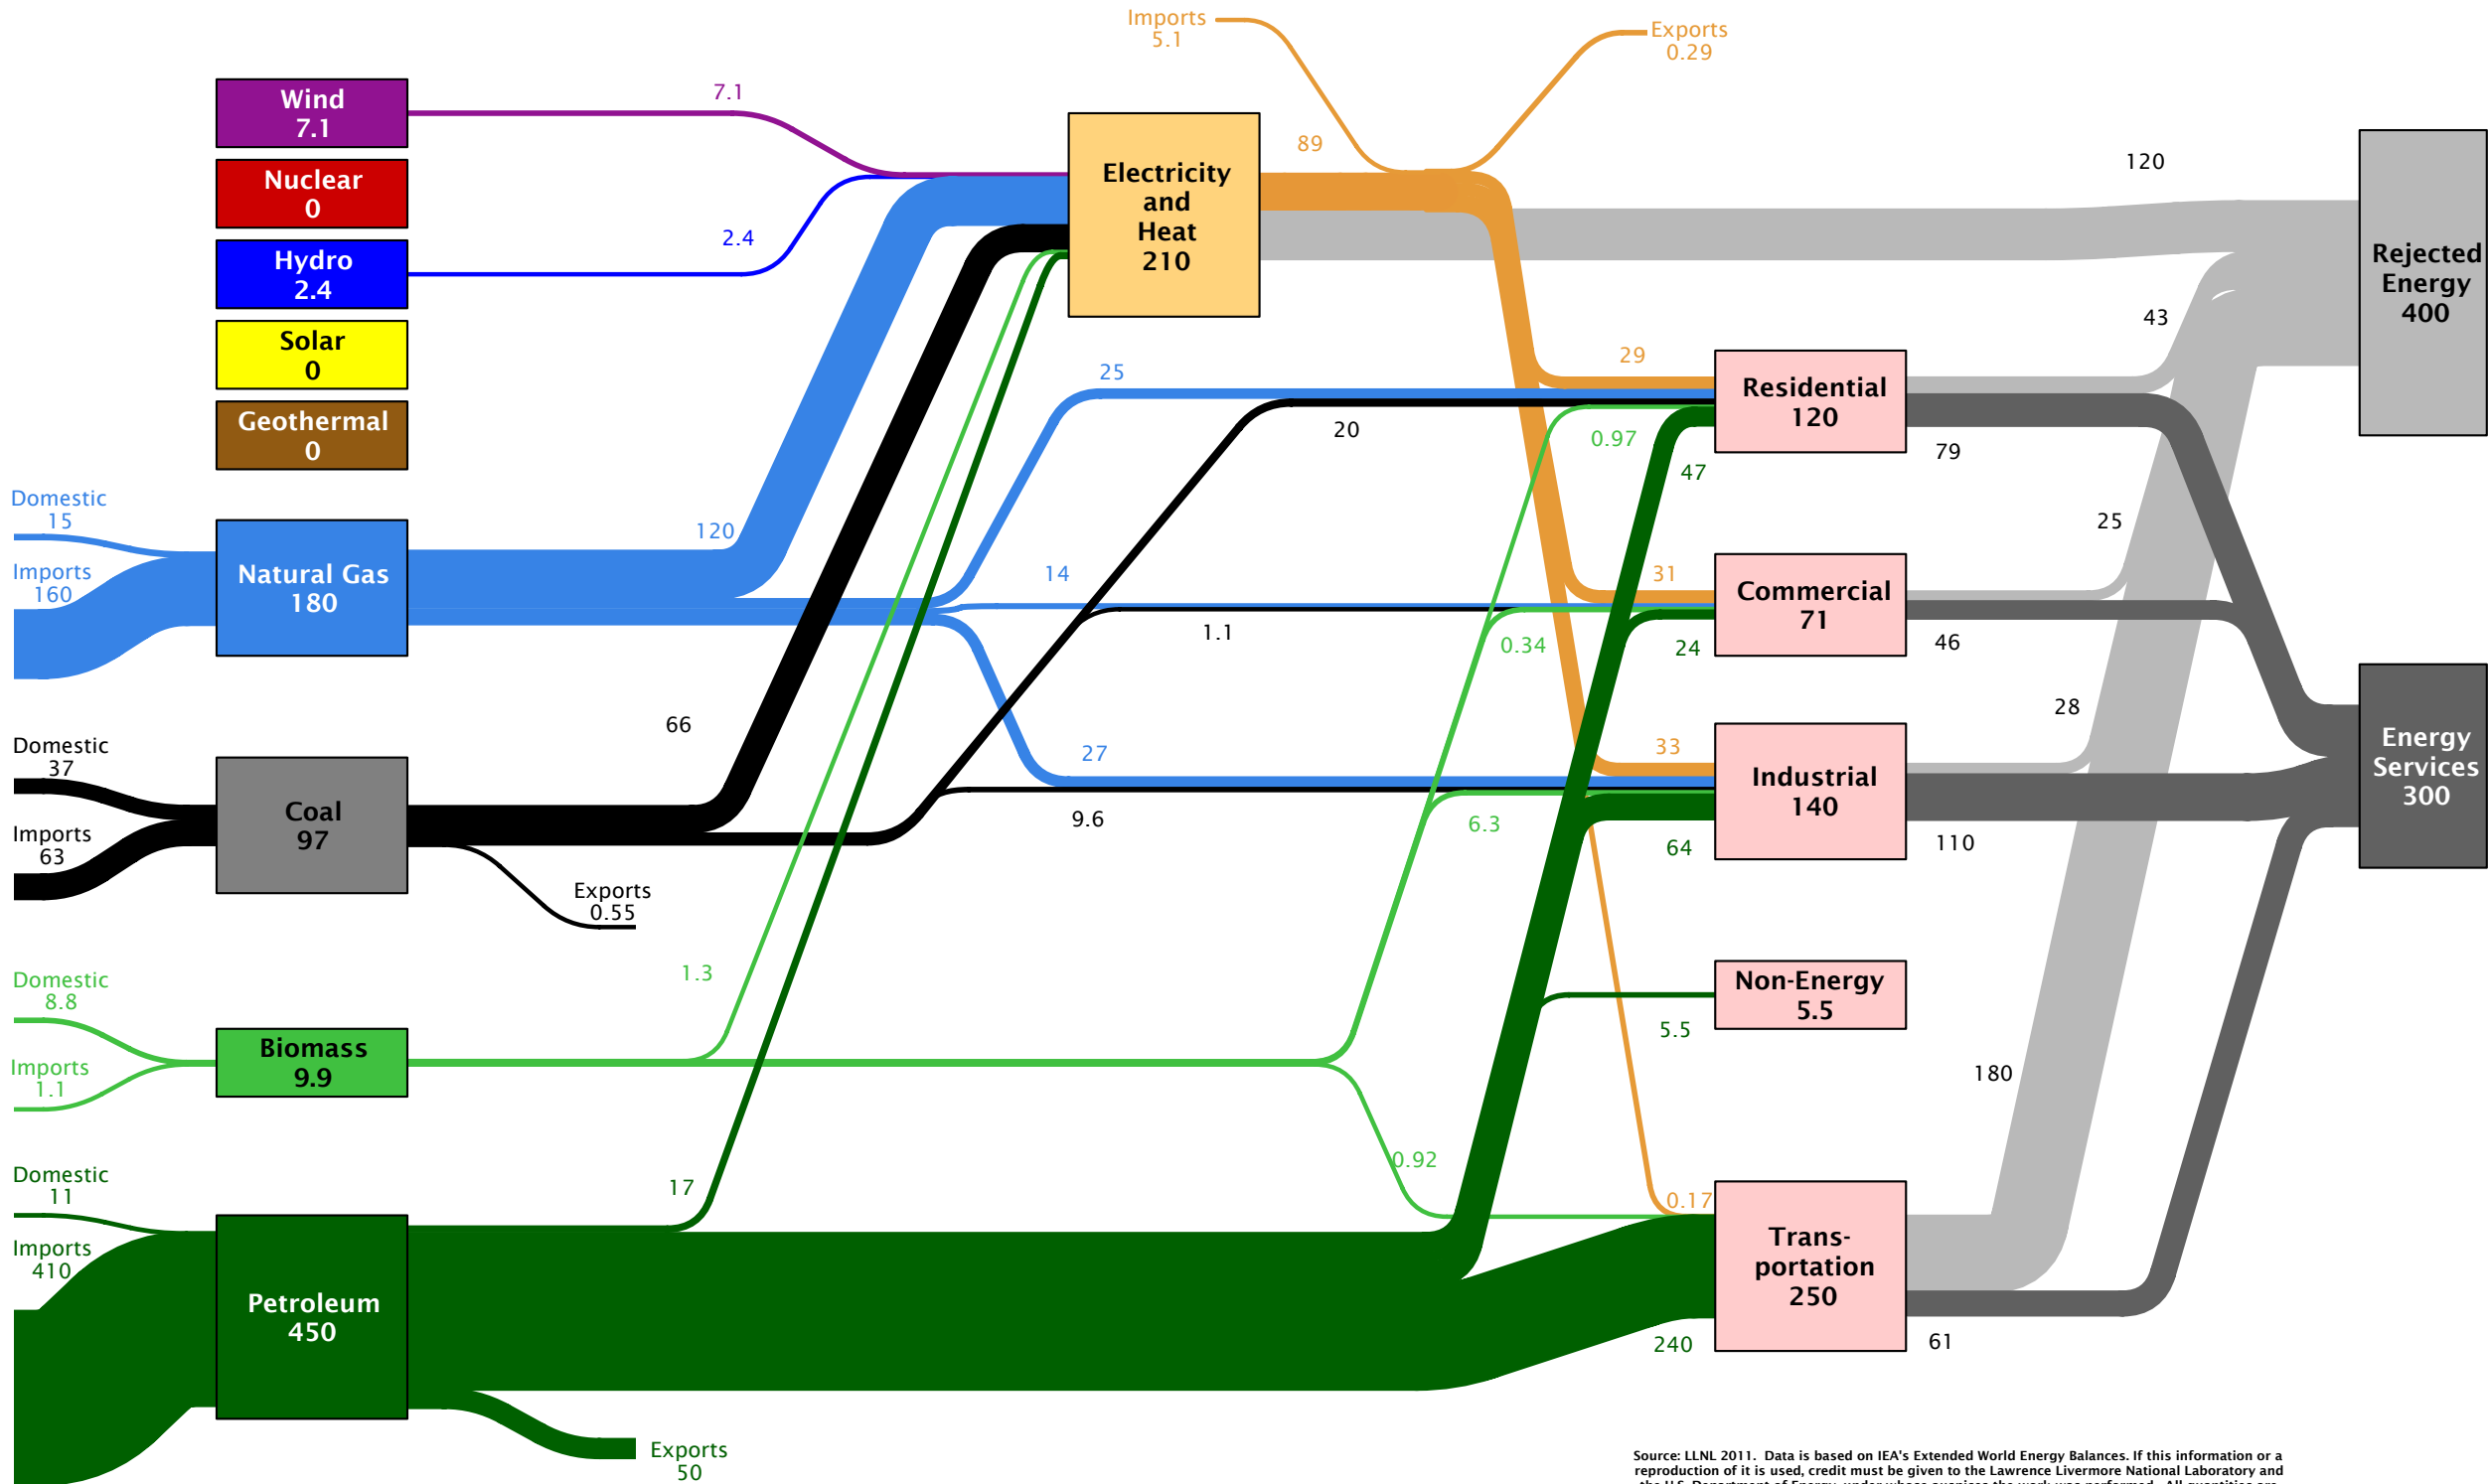 Imports
5.1
Exports
0.29
Wind
7.1
7.1
Nuclear
0
Hydro
2.4
2.4
Solar
0
Geothermal
0
Electricity
and
Heat
210
89
120
Rejected
Energy
400
43
Domestic
15
Imports
160
Natural Gas
180
120
25
14
27
29
20
0.97
47
Residential
120
79
25
31
1.1
0.34
24
Commercial
71
46
28
Domestic
37
Imports
63
Coal
97
66
Exports
0.55
9.6
33
6.3
64
Industrial
140
110
Energy
Services
300
Domestic
8.8
Imports
1.1
Biomass
9.9
1.3
Non-Energy
5.5
5.5
180
Domestic
11
Imports
410
Petroleum
450
17
0.92
0.17
Trans-
portation
250
240
61
Exports
50
Source: LLNL 2011. Data is based on IEA's Extended World Energy Balances. If this information or a
reproduction of it is used, credit must be given to the Lawrence Livermore National Laboratory and